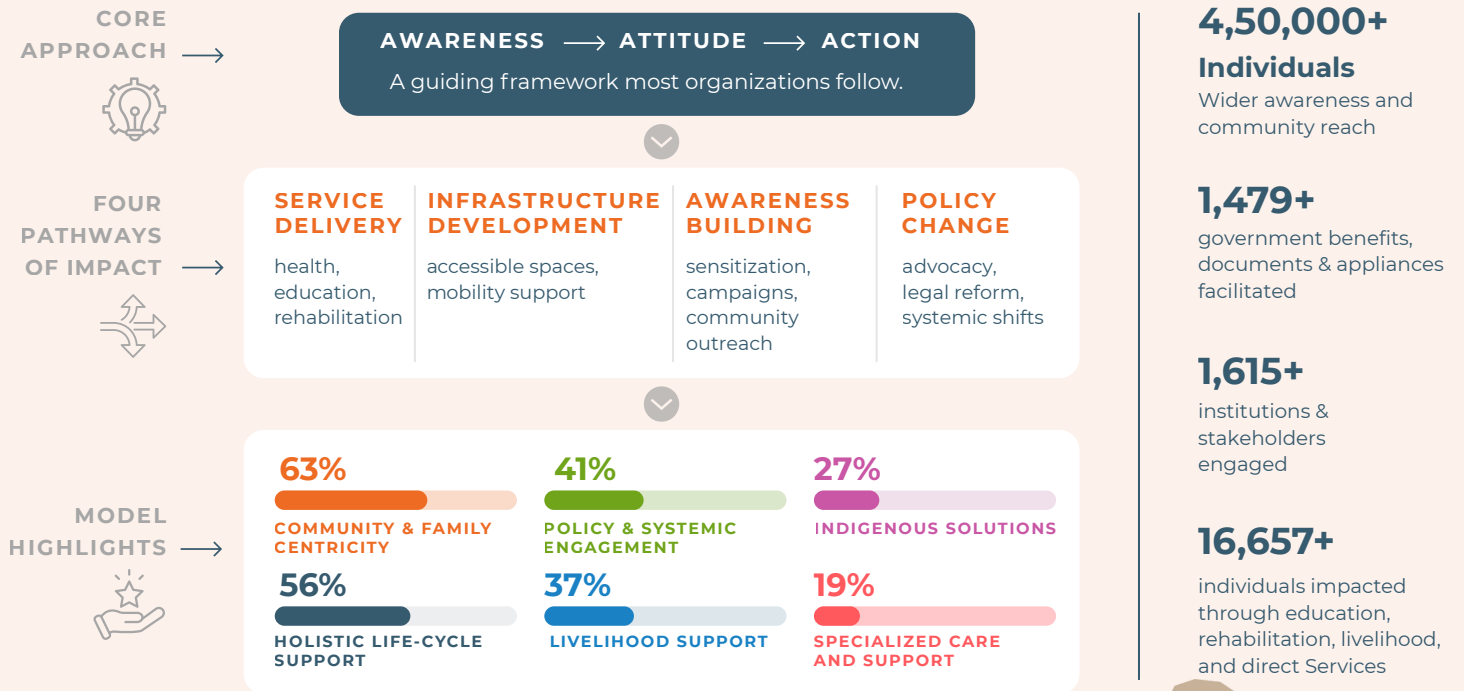 CORE
APPROACH
AWARENESS → ATTITUDE → ACTION
A guiding framework most organizations follow.
FOUR
PATHWAYS
OF IMPACT
SERVICE
DELIVERY
health,
education,
rehabilitation
INFRASTRUCTURE
DEVELOPMENT
accessible spaces,
mobility support
AWARENESS
BUILDING
sensitization,
campaigns,
community
outreach
POLICY
CHANGE
advocacy,
legal reform,
systemic shifts
MODEL
HIGHLIGHTS
63%
COMMUNITY & FAMILY
CENTRICITY
41%
POLICY & SYSTEMIC
ENGAGEMENT
27%
INDIGENOUS SOLUTIONS
56%
HOLISTIC LIFE-CYCLE
SUPPORT
37%
LIVELIHOOD SUPPORT
19%
SPECIALIZED CARE
AND SUPPORT
4,50,000+
Individuals
Wider awareness and
community reach
1,479+
government benefits,
documents & appliances
facilitated
1,615+
institutions &
stakeholders
engaged
16,657+
individuals impacted
through education,
rehabilitation, livelihood,
and direct Services